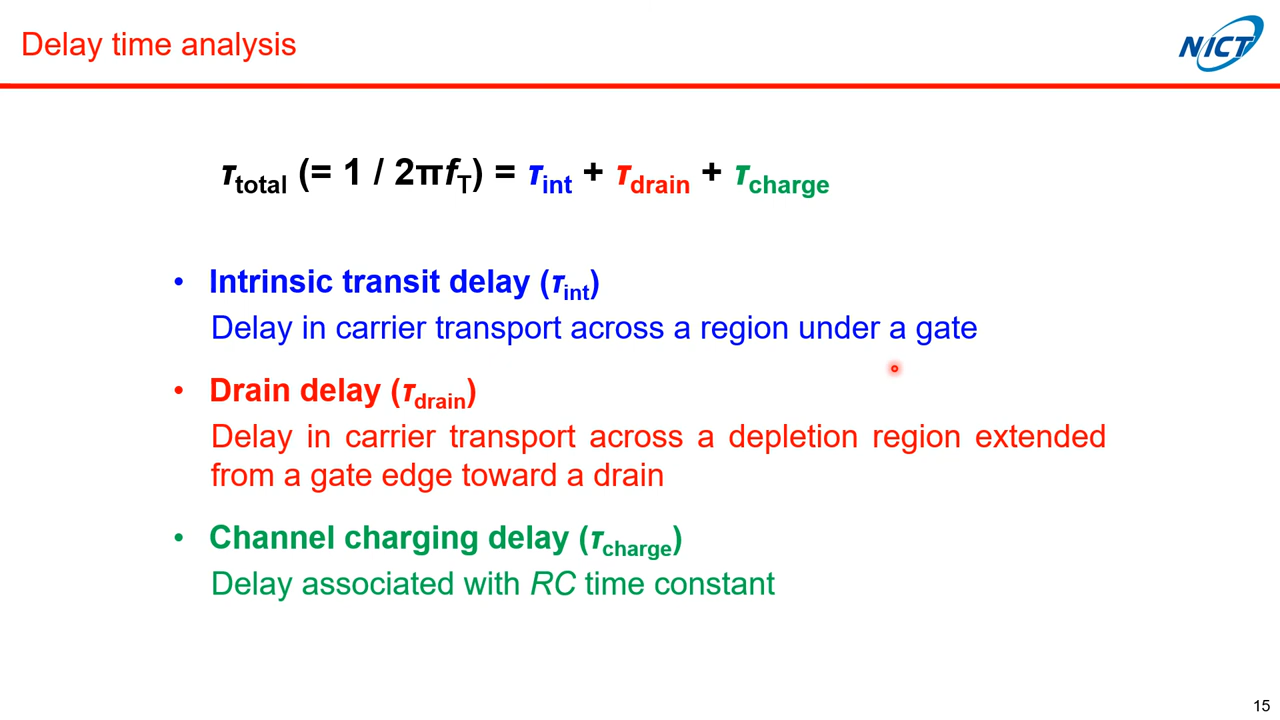 Delay time analysis
NICT
τtotal (= 1 / 2πfT) = τint + τdrain + τcharge
• Intrinsic transit delay (τint)
Delay in carrier transport across a region under a gate
• Drain delay (τdrain)
Delay in carrier transport across a depletion region extended
from a gate edge toward a drain
• Channel charging delay (τcharge)
Delay associated with RC time constant
15